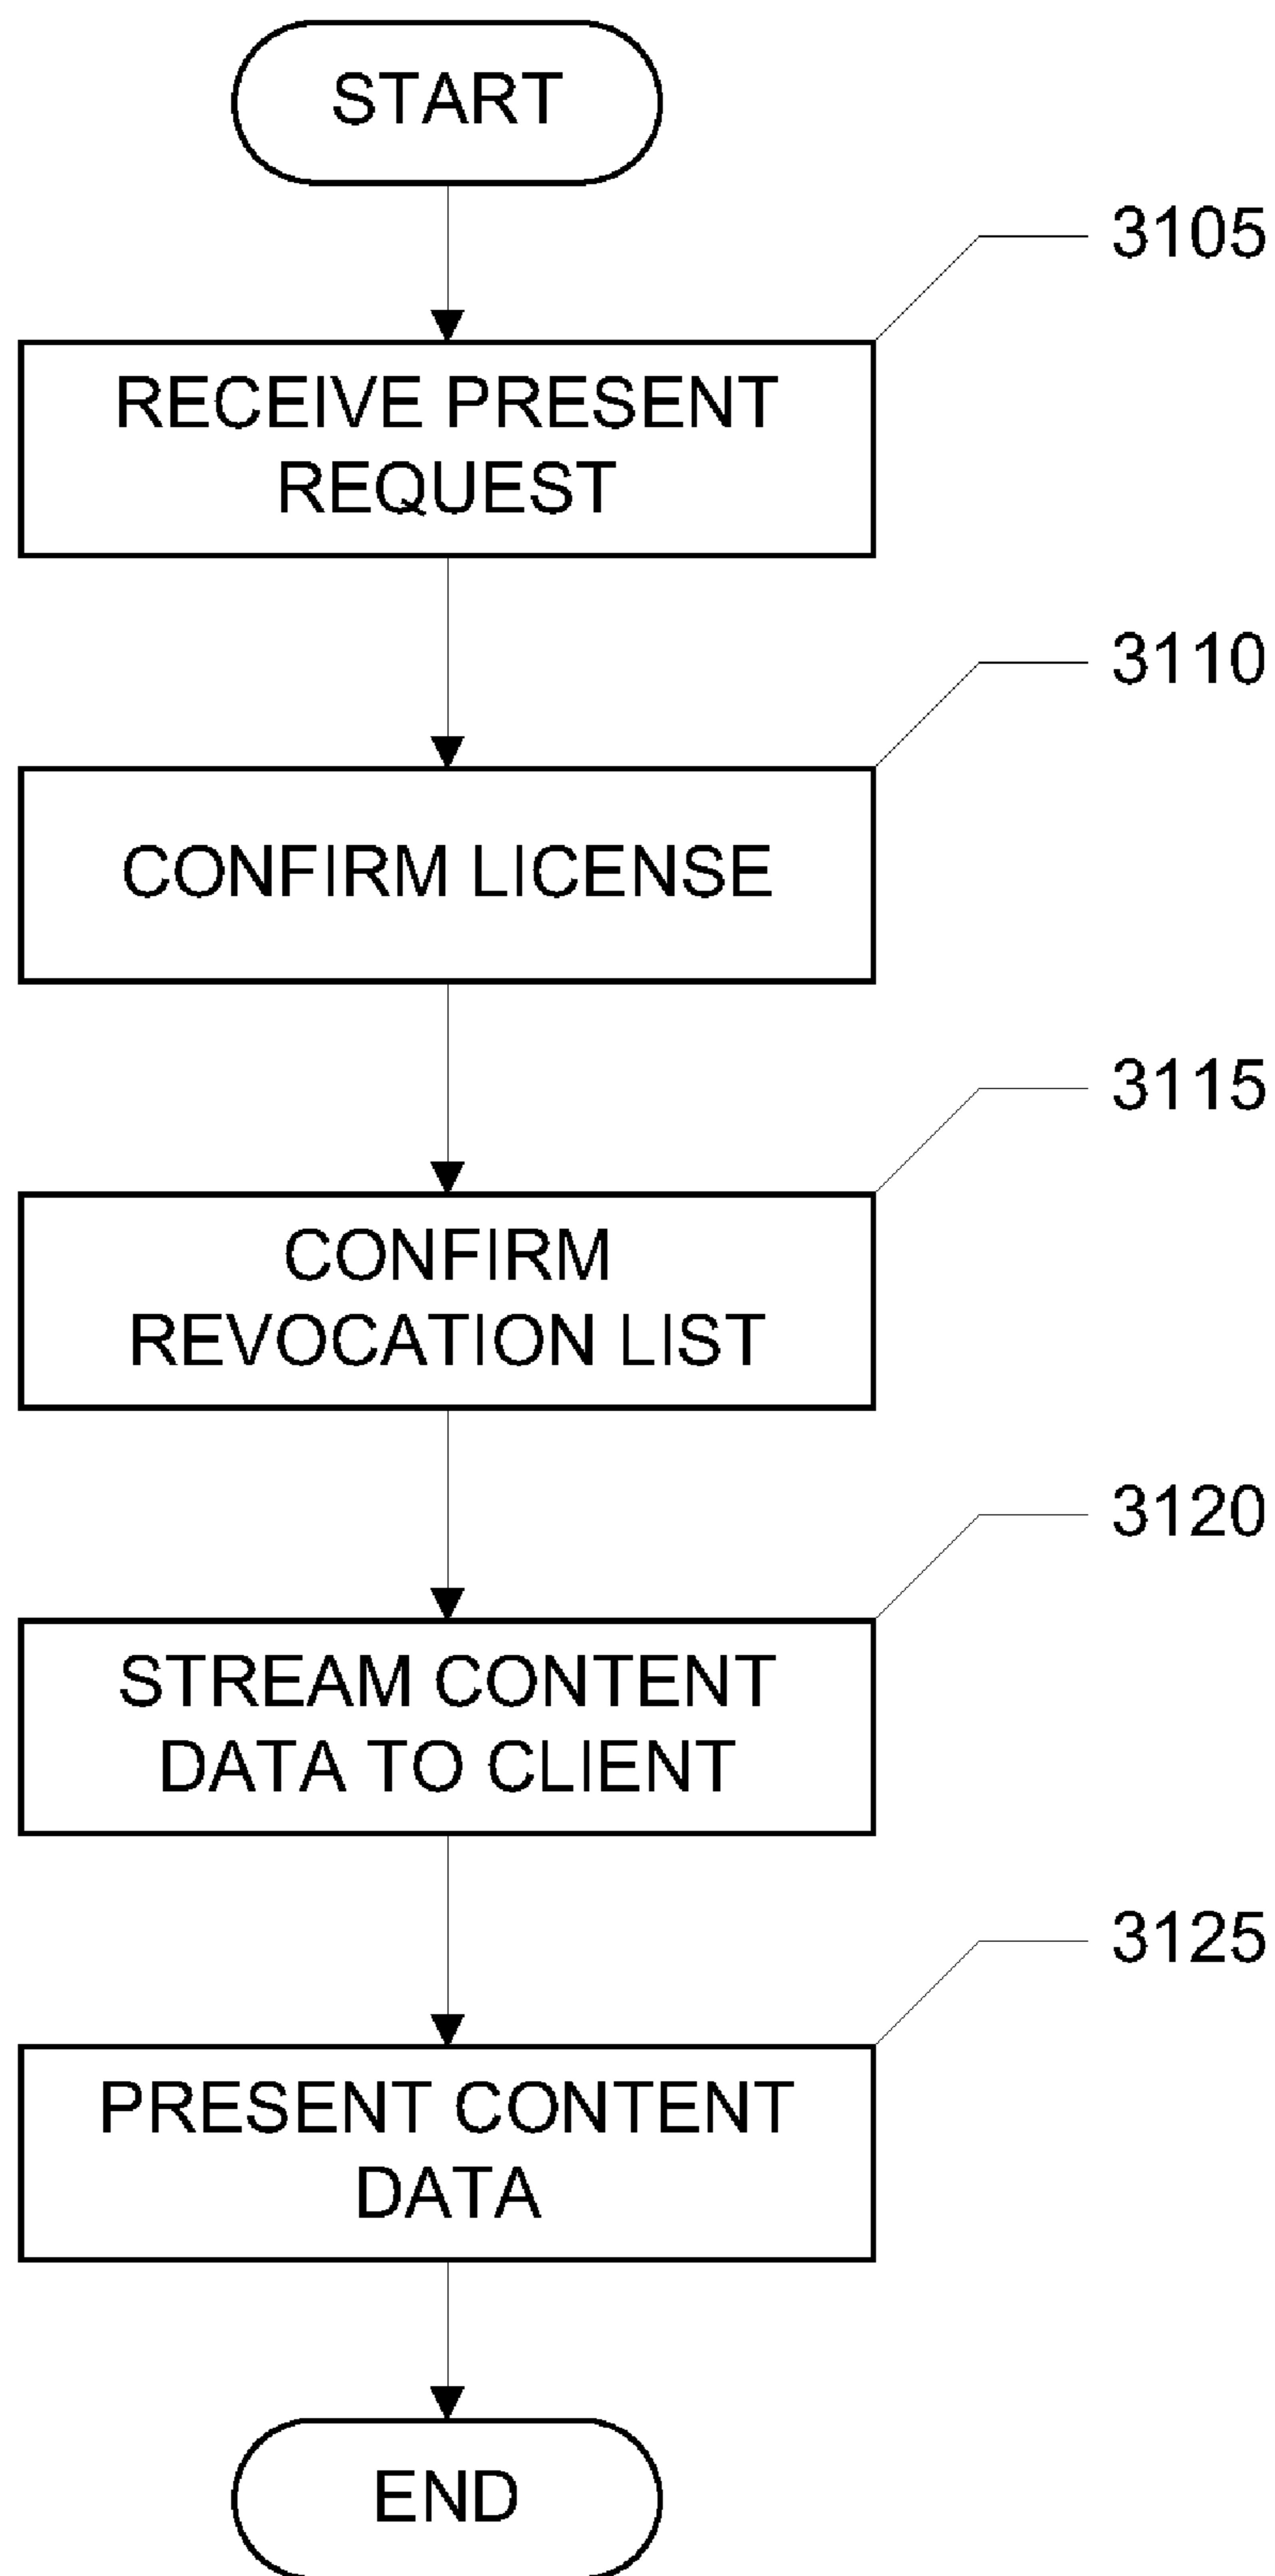 START
3105
RECEIVE PRESENT
REQUEST
3110
CONFIRM LICENSE
3115
CONFIRM
REVOCATION LIST
3120
STREAM CONTENT
DATA TO CLIENT
3125
PRESENT CONTENT
DATA
END